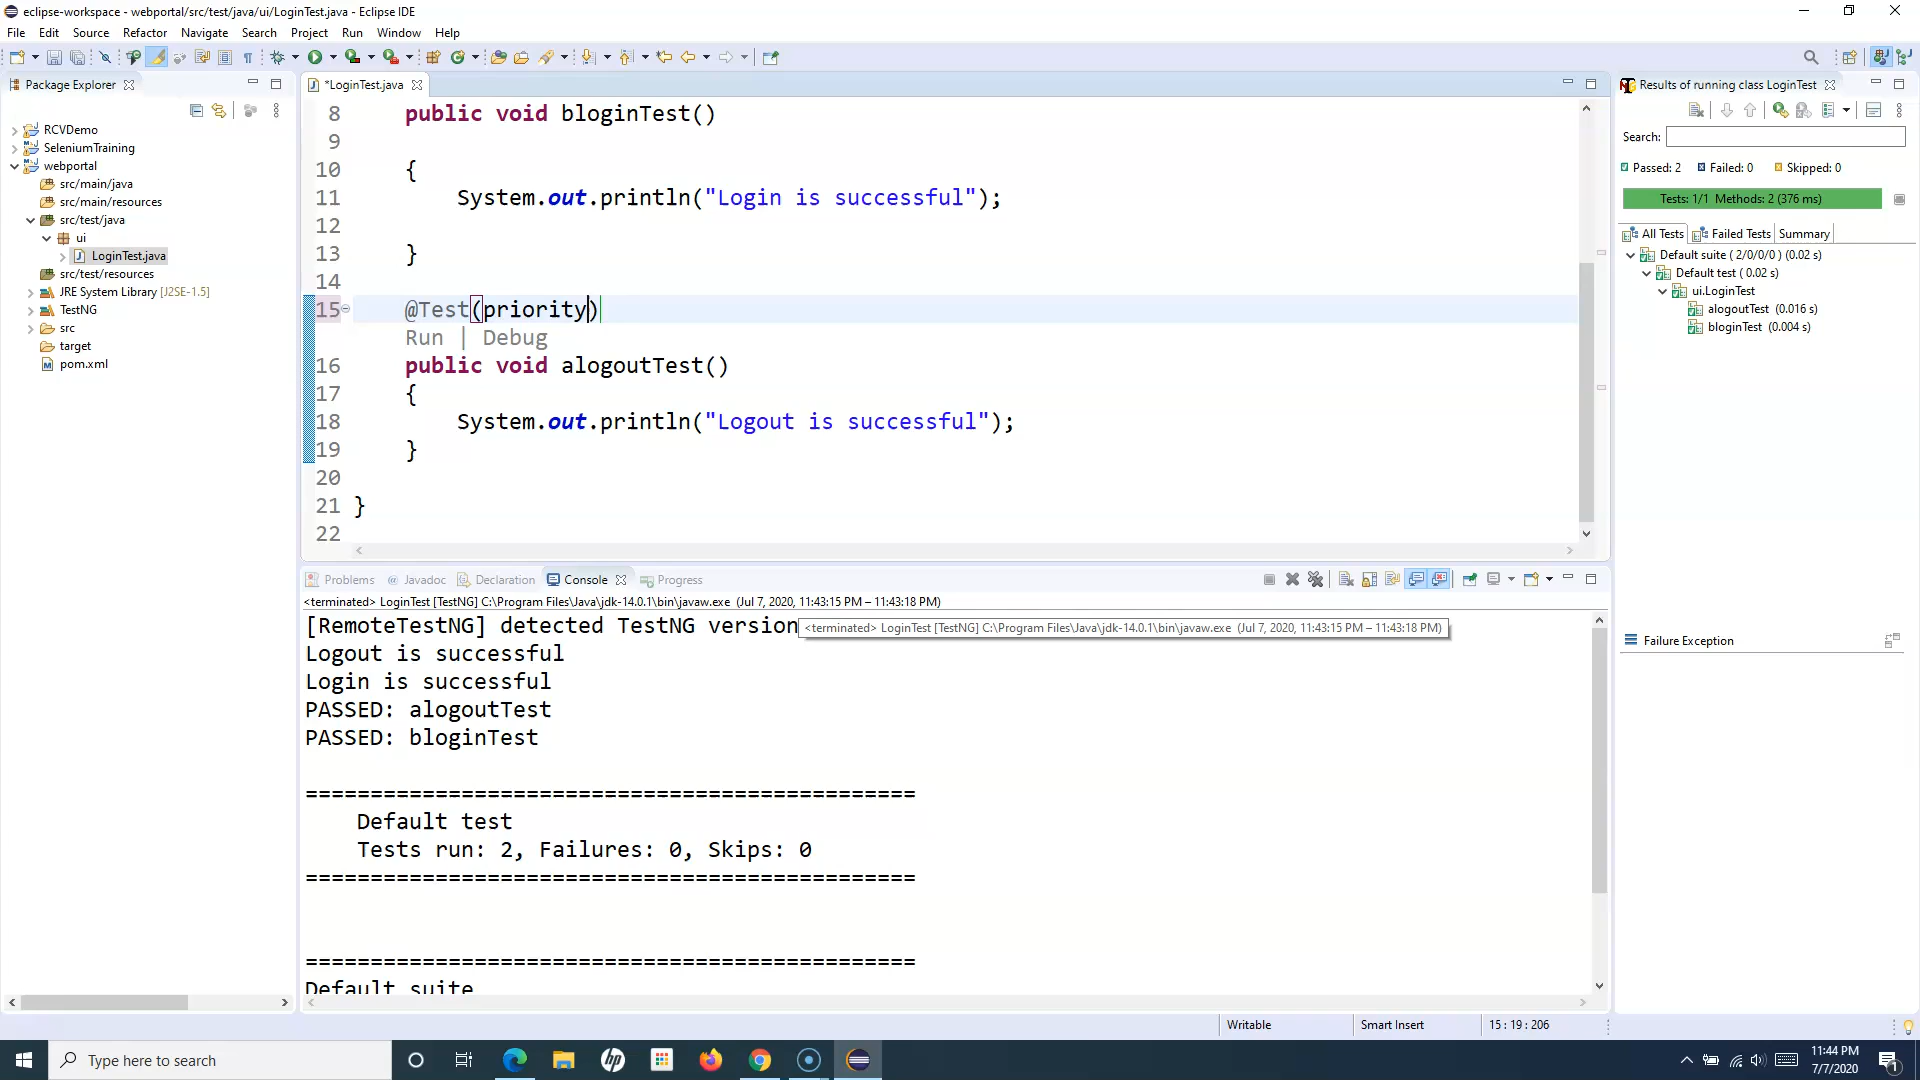 eclipse-workspace - webportal/src/test/java/ui/LoginTest.java - Eclipse IDE
File Edit Source Refactor Navigate Search Project Run Window Help
Package Explorer
RCVDemo
SeleniumTraining
webportal
src/main/java
src/main/resources
src/test/java
ui
LoginTest.java
src/test/resources
JRE System Library [J2SE-1.5]
TestNG
src
target
pom.xml
*LoginTest.java
8 public void bloginTest()
9
10 {
11 System.out.println("Login is successful");
12
13 }
14
15 @Test(priority)
Run | Debug
16 public void alogoutTest()
17 {
18 System.out.println("Logout is successful");
19 }
20
21 }
22
Problems Javadoc Declaration Console Progress
<terminated> LoginTest [TestNG] C:\Program Files\Java\jdk-14.0.1\bin\javaw.exe (Jul 7, 2020, 11:43:15 PM – 11:43:18 PM)
[RemoteTestNG] detected TestNG version
<terminated> LoginTest [TestNG] C:\Program Files\Java\jdk-14.0.1\bin\javaw.exe (Jul 7, 2020, 11:43:15 PM – 11:43:18 PM)
Logout is successful
Login is successful
PASSED: alogoutTest
PASSED: bloginTest
===============================================
Default test
Tests run: 2, Failures: 0, Skips: 0
===============================================
===============================================
Default suite
Results of running class LoginTest
Search:
Passed: 2 Failed: 0 Skipped: 0
Tests: 1/1 Methods: 2 (376 ms)
All Tests Failed Tests Summary
Default suite ( 2/0/0/0 ) (0.02 s)
Default test ( 0.02 s)
ui.LoginTest
alogoutTest (0.016 s)
bloginTest (0.004 s)
Failure Exception
Writable Smart Insert 15 : 19 : 206
Type here to search
11:44 PM
7/7/2020
1